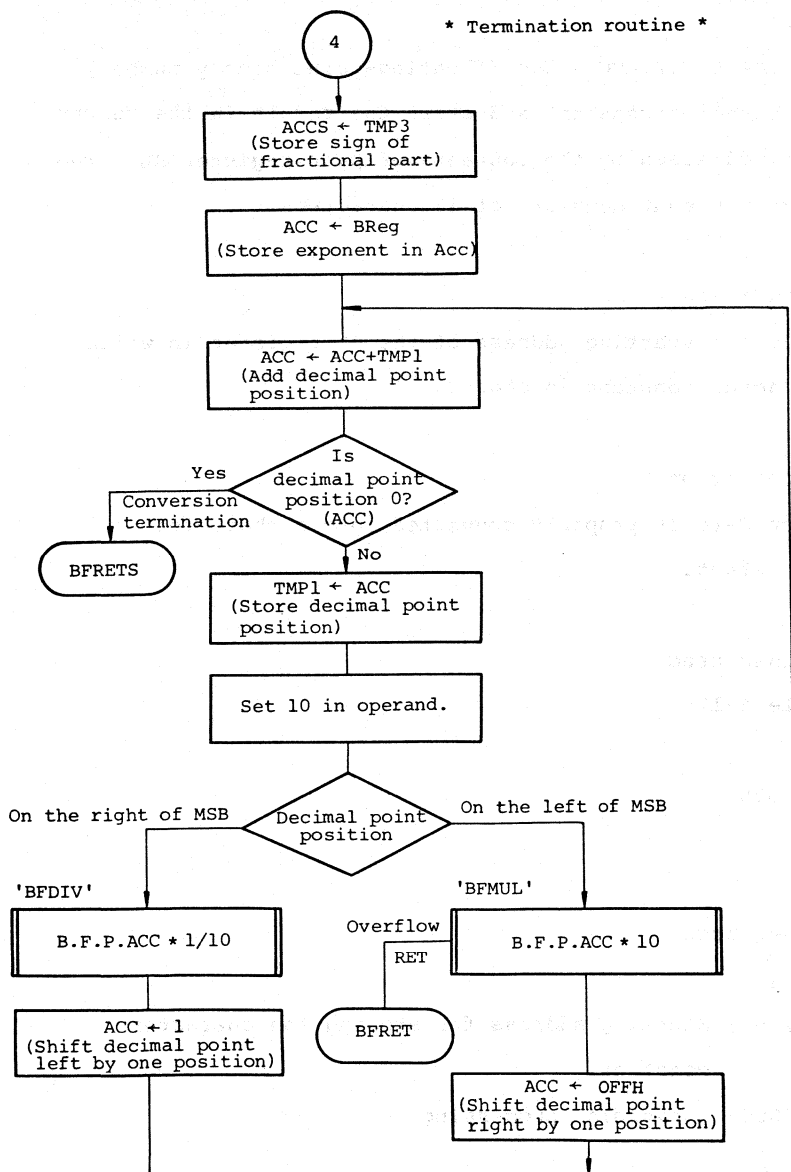 * Termination routine *
4
ACCS ← TMP3
(Store sign of
fractional part)
ACC ← BReg
(Store exponent in Acc)
ACC ← ACC+TMP1
(Add decimal point
position)
Is
decimal point
position 0?
(ACC)
Yes
Conversion
termination
BFRETS
No
TMP1 ← ACC
(Store decimal point
position)
Set 10 in operand.
Decimal point
position
On the right of MSB
On the left of MSB
'BFDIV'
B.F.P.ACC * 1/10
'BFMUL'
B.F.P.ACC * 10
Overflow
RET
BFRET
ACC ← 1
(Shift decimal point
left by one position)
ACC ← OFFH
(Shift decimal point
right by one position)